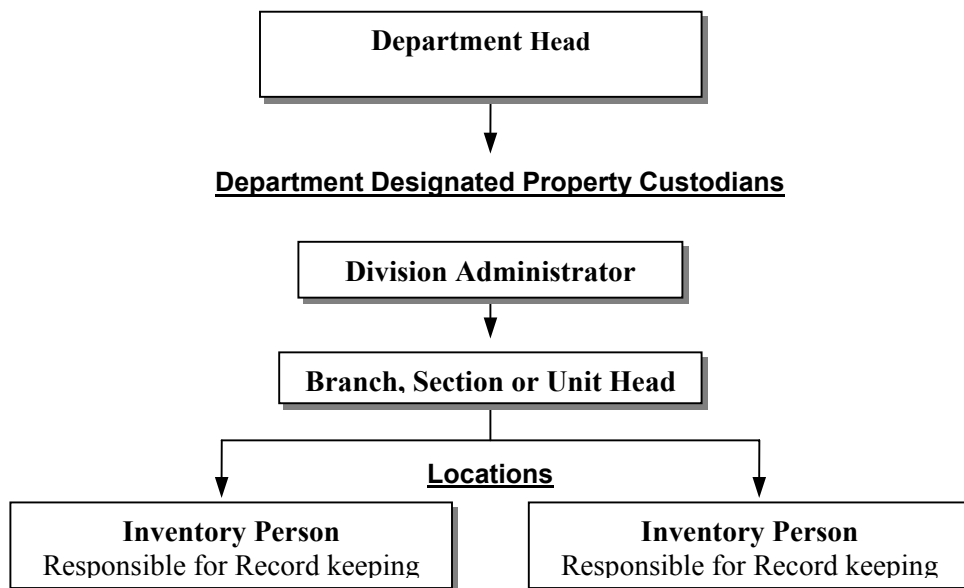 Department Head
Department Designated Property Custodians
Division Administrator
Branch, Section or Unit Head
Locations
Inventory Person
Responsible for Record keeping
Inventory Person
Responsible for Record keeping